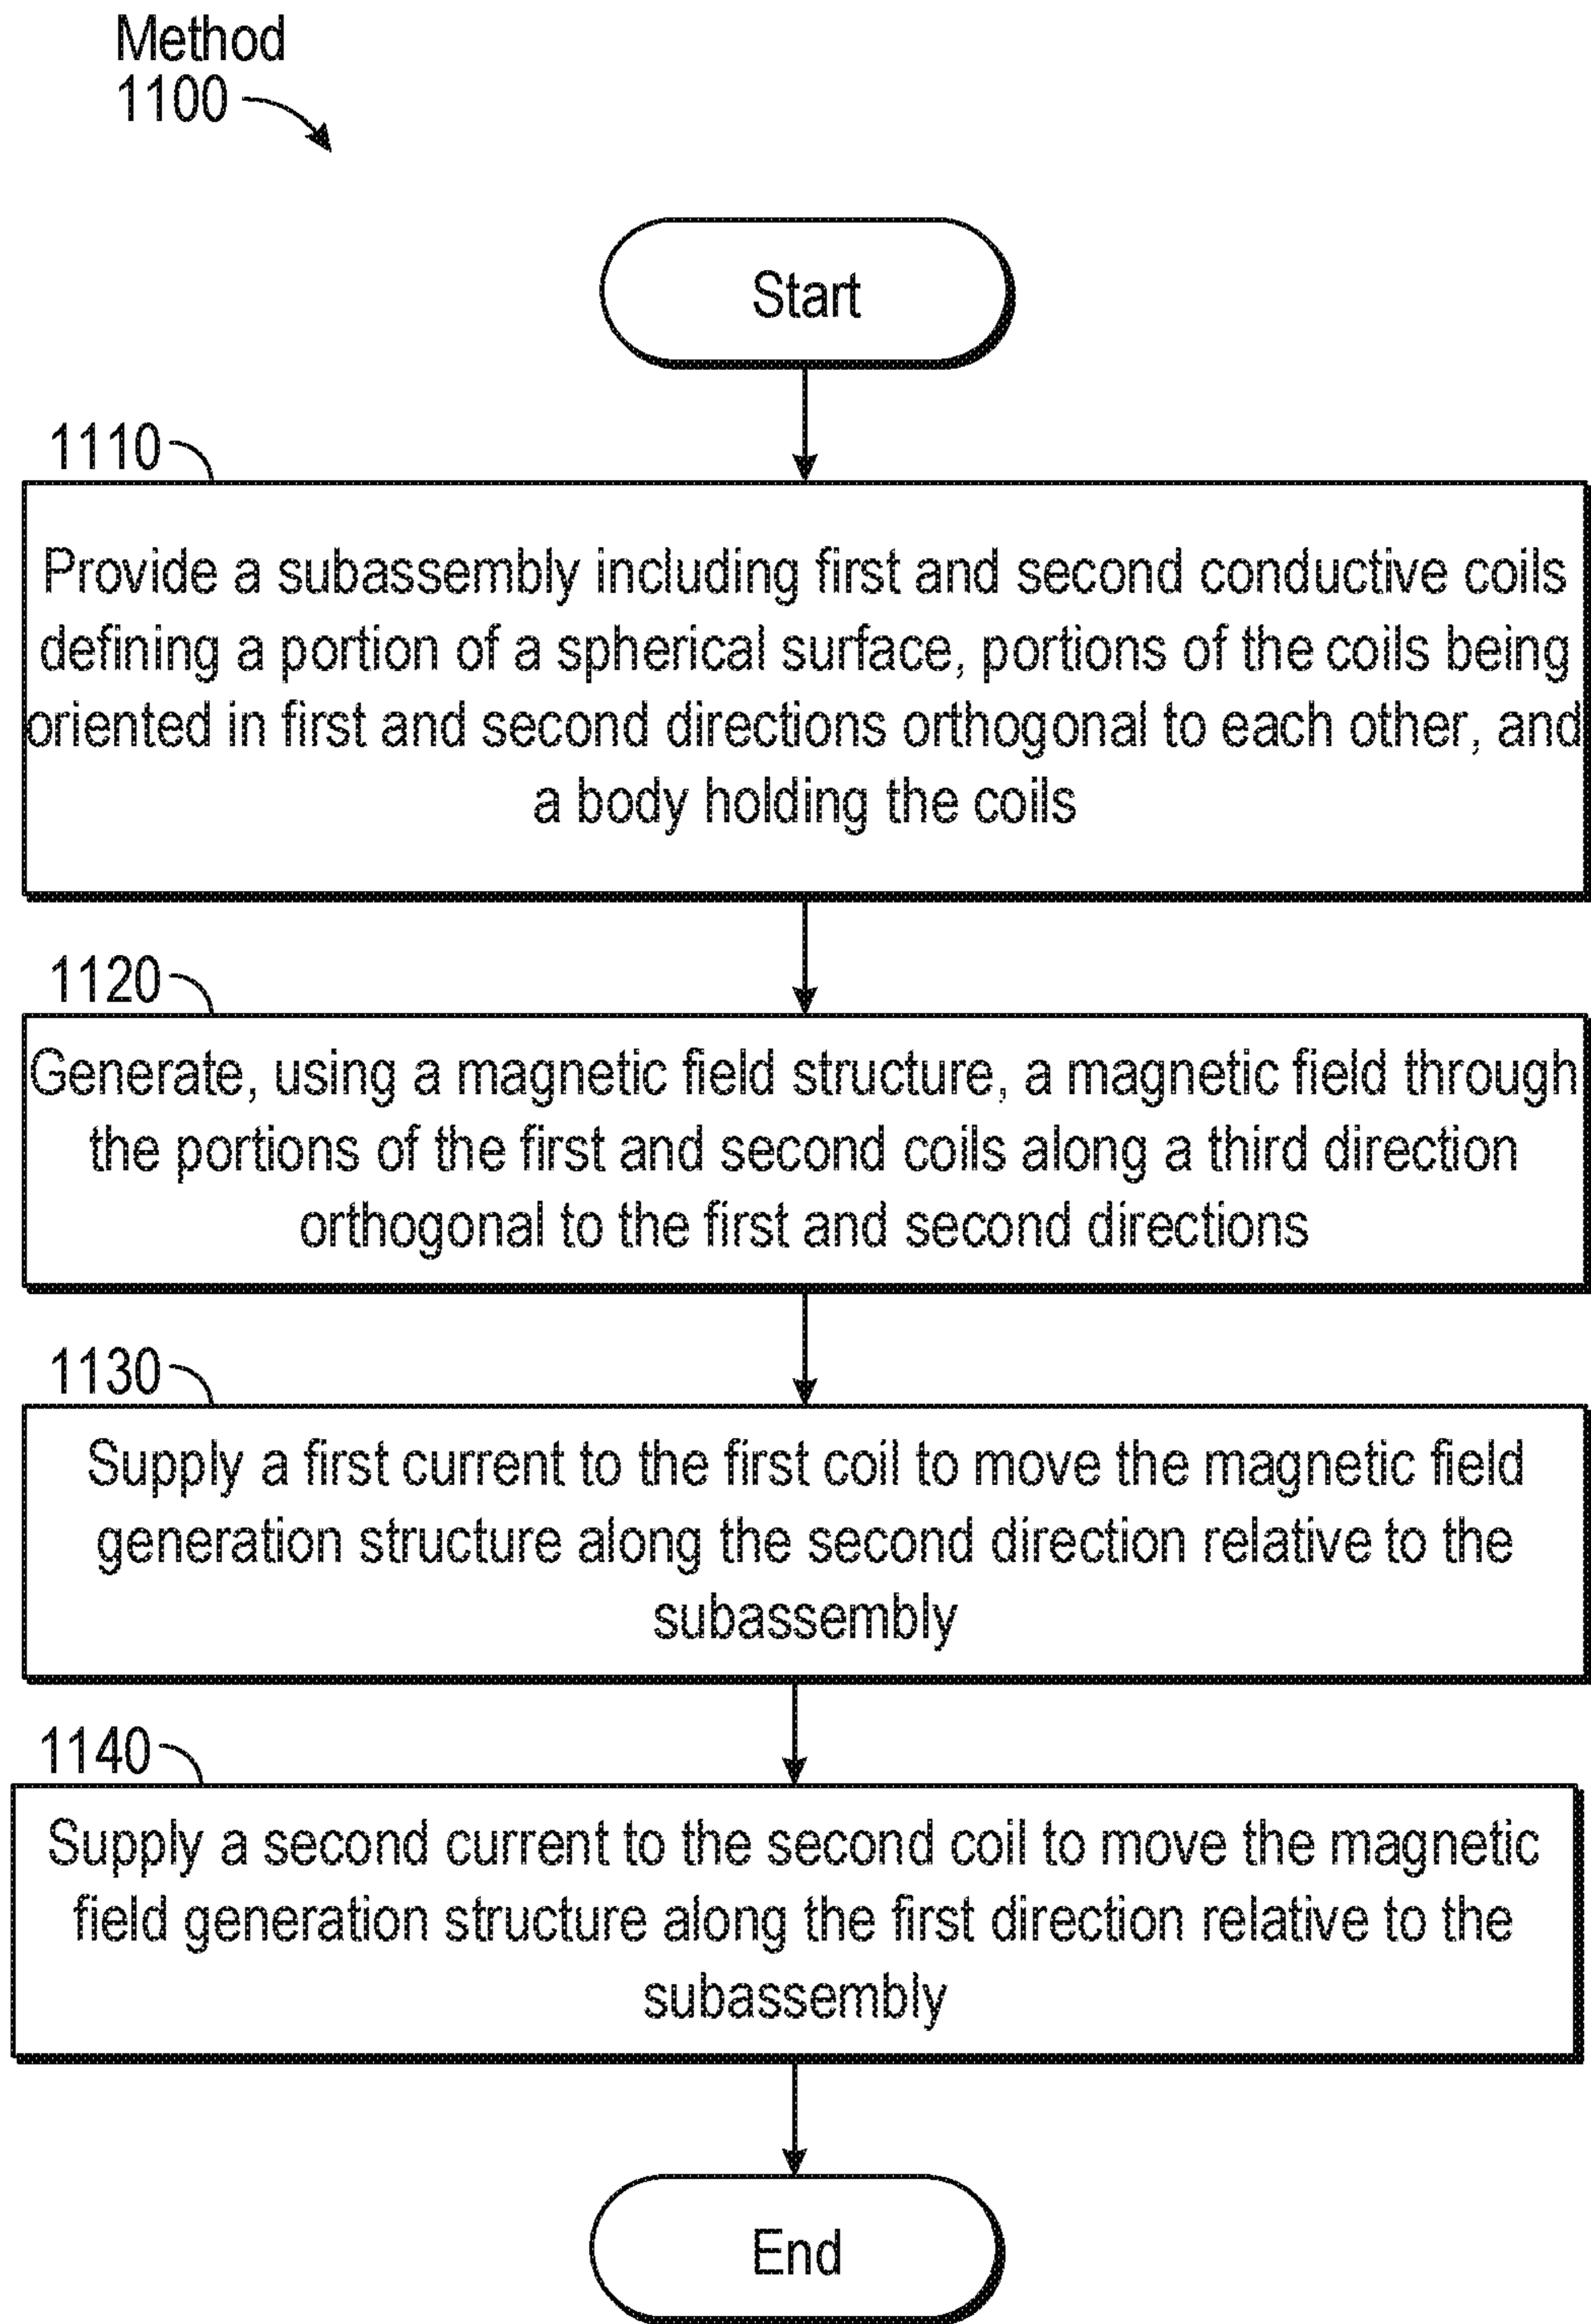 Method
1100
Start
1110
Provide a subassembly including first and second conductive coils
defining a portion of a spherical surface, portions of the coils being
oriented in first and second directions orthogonal to each other, and
a body holding the coils
1120
Generate, using a magnetic field structure, a magnetic field through
the portions of the first and second coils along a third direction
orthogonal to the first and second directions
1130
Supply a first current to the first coil to move the magnetic field
generation structure along the second direction relative to the
subassembly
1140
Supply a second current to the second coil to move the magnetic
field generation structure along the first direction relative to the
subassembly
End